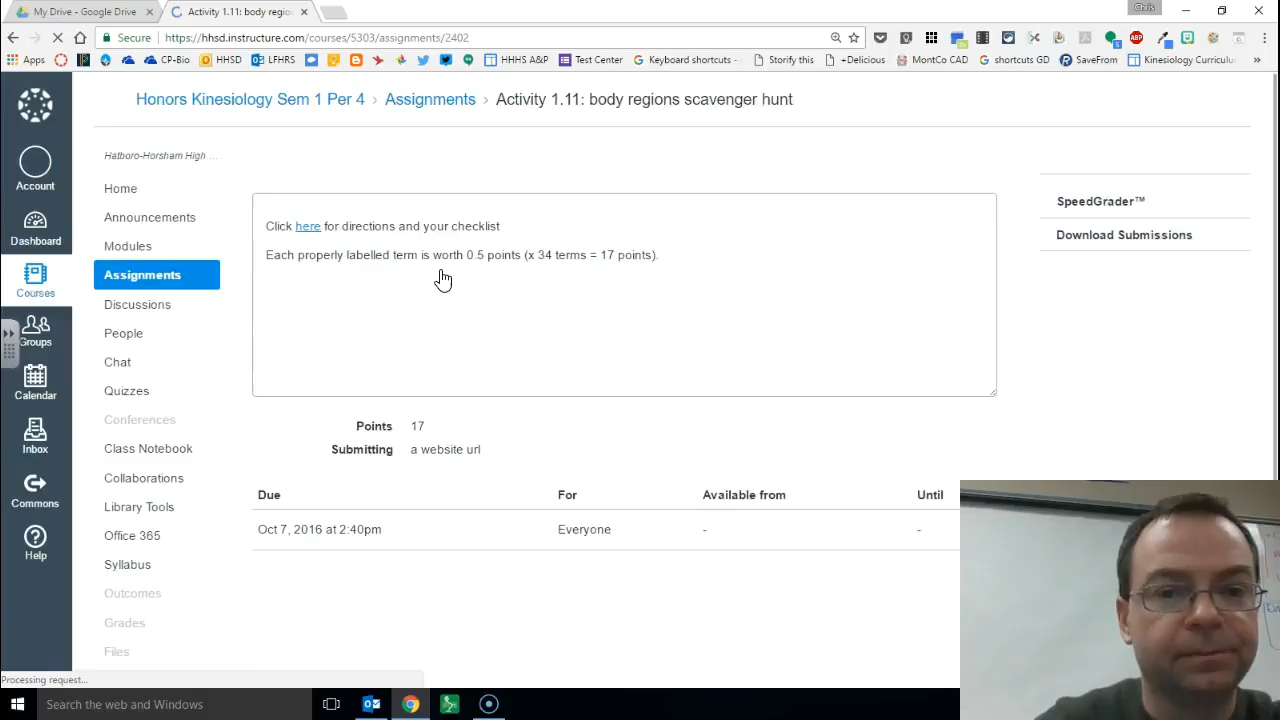 My Drive - Google Drive
Activity 1.11: body regio
Chris
Secure
https://hhsd.instructure.com/courses/5303/assignments/2402
Apps
CP-Bio
HHSD
LFHRS
HHHS A&P
Test Center
Keyboard shortcuts -
Storify this
+Delicious
MontCo CAD
shortcuts GD
SaveFrom
Kinesiology Curriculu
»
Honors Kinesiology Sem 1 Per 4 › Assignments › Activity 1.11: body regions scavenger hunt
Hatboro-Horsham High ...
Account
Dashboard
Courses
Groups
Calendar
Inbox
Commons
Help
Home
Announcements
Modules
Assignments
Discussions
People
Chat
Quizzes
Conferences
Class Notebook
Collaborations
Library Tools
Office 365
Syllabus
Outcomes
Grades
Files
Click here for directions and your checklist
Each properly labelled term is worth 0.5 points (x 34 terms = 17 points).
Points 17
Submitting a website url
Due For Available from Until
Oct 7, 2016 at 2:40pm Everyone - -
SpeedGrader™
Download Submissions
Processing request...
Search the web and Windows